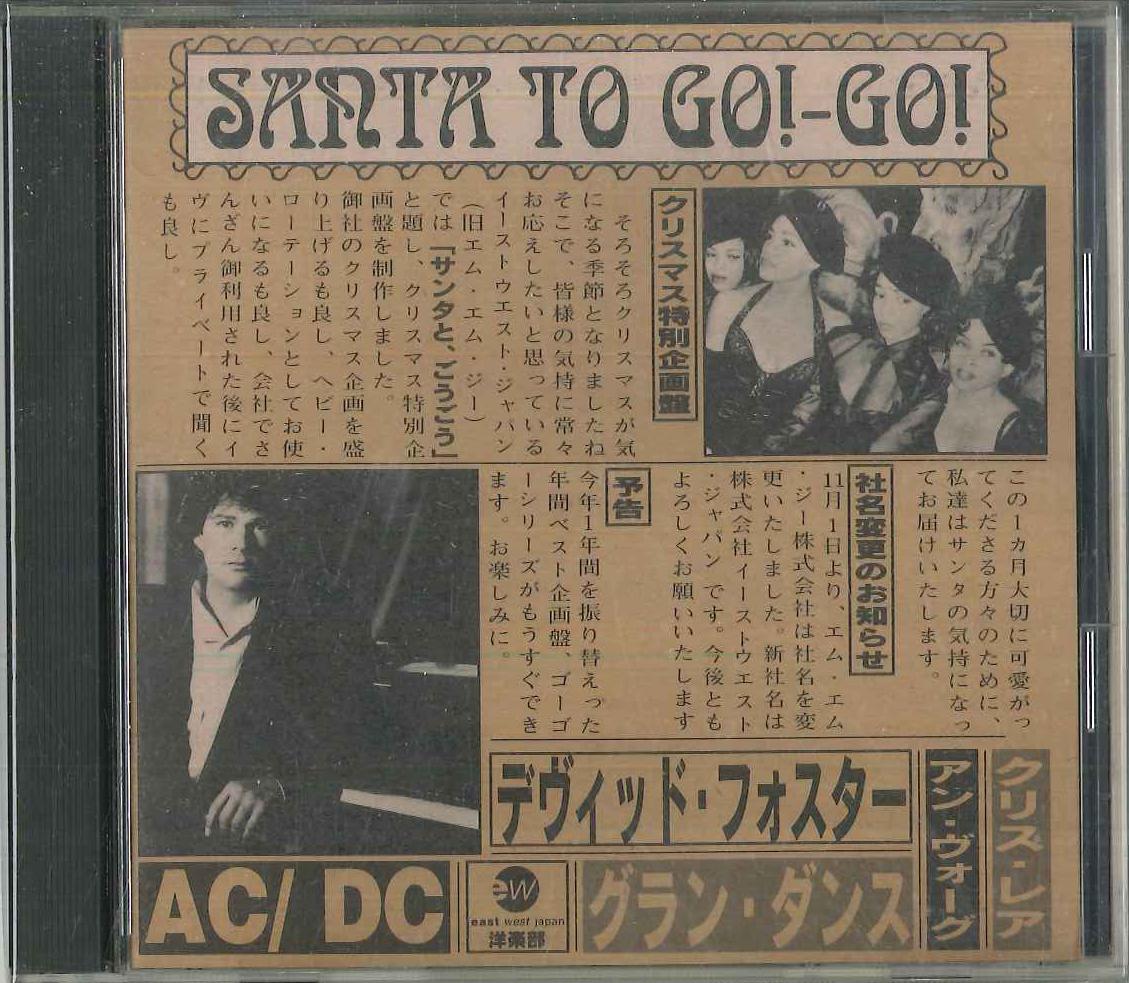 SANTA TO GO!-GO!
クリスマス特別企画盤
そろそろクリスマスが気
になる季節となりましたね
そこで、皆様の気持に常々
お応えしたいと思っている
イーストウエスト・ジャパン
(旧エム・エム・ジー)
では「サンタと、ごうごう」
と題し、クリスマス特別企
画盤を制作しました。
御社のクリスマス企画を盛
り上げるも良し、ヘビー・
ローテーションとしてお使
いになるも良し、会社でさ
んざん御利用された後にイ
ヴにプライベートで聞く
も良し。
この1カ月大切に可愛がっ
てくださる方々のために、
私達はサンタの気持になっ
てお届けいたします。
社名変更のお知らせ
11月1日より、エム・エム
・ジー株式会社は社名を変
更いたしました。新社名は
株式会社イーストウエスト
・ジャパン です。今後とも
よろしくお願いいたします
予告
今年1年間を振り替えった
年間ベスト企画盤、ゴーゴ
ーシリーズがもうすぐでき
ます。お楽しみに。
クリス・レア
アン・ヴォーグ
デヴィッド・フォスター
AC/DC
ew
east west japan
洋楽部
グラン・ダンス